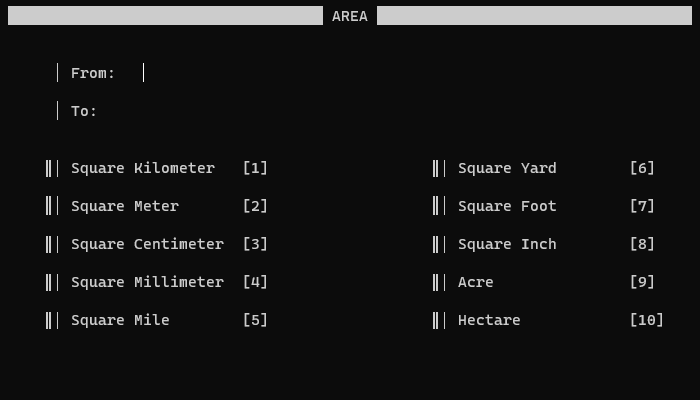 AREA
From:
To:
Square Kilometer [1]
Square Meter [2]
Square Centimeter [3]
Square Millimeter [4]
Square Mile [5]
Square Yard [6]
Square Foot [7]
Square Inch [8]
Acre [9]
Hectare [10]